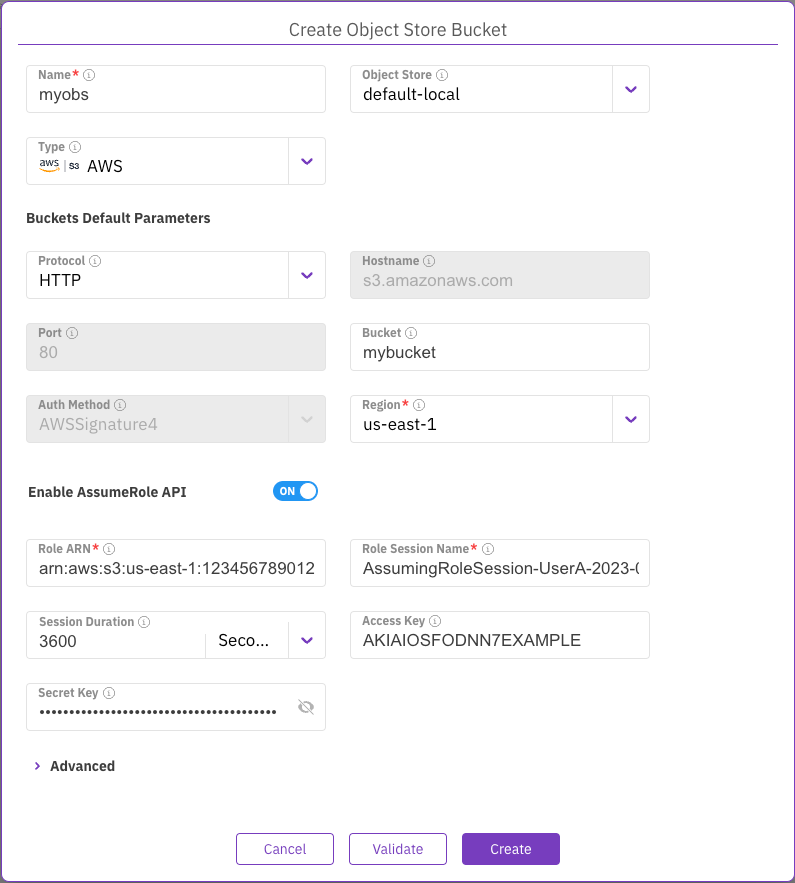 Create Object Store Bucket
Name*
myobs
Object Store
default-local
Type
aws S3 AWS
Buckets Default Parameters
Protocol
HTTP
Hostname
s3.amazonaws.com
Port
80
Bucket
mybucket
Auth Method
AWSSignature4
Region*
us-east-1
Enable AssumeRole API
ON
Role ARN*
arn:aws:s3:us-east-1:123456789012
Role Session Name*
AssumingRoleSession-UserA-2023-0
Session Duration
3600 Seco...
Access Key
AKIAIOSFODNN7EXAMPLE
Secret Key
Advanced
Cancel Validate Create